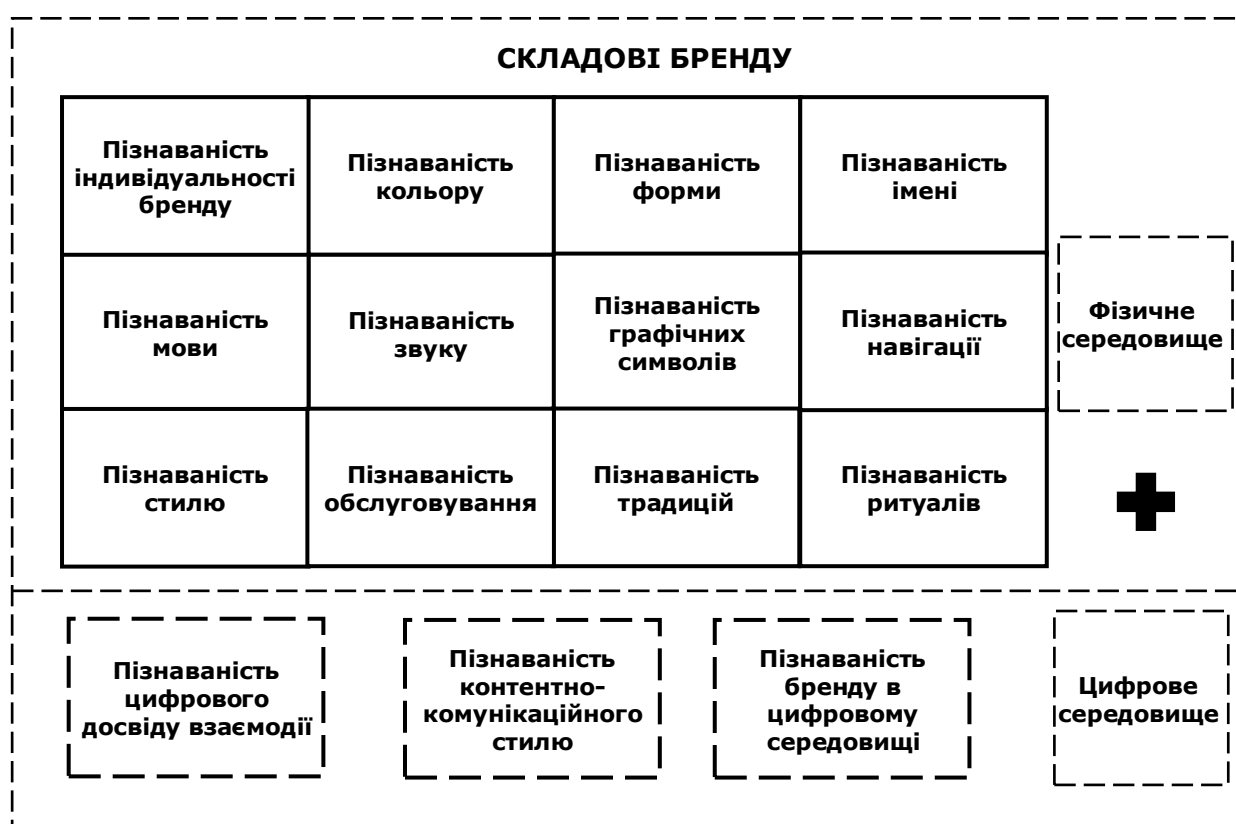 СКЛАДОВІ БРЕНДУ
Пізнаваність
індивідуальності
бренду
Пізнаваність
кольору
Пізнаваність
форми
Пізнаваність
імені
Пізнаваність
мови
Пізнаваність
звуку
Пізнаваність
графічних
символів
Пізнаваність
навігації
Фізичне
середовище
Пізнаваність
стилю
Пізнаваність
обслуговування
Пізнаваність
традицій
Пізнаваність
ритуалів
Пізнаваність
цифрового
досвіду взаємодії
Пізнаваність
контентно-
комунікаційного
стилю
Пізнаваність
бренду в
цифровому
середовищі
Цифрове
середовище